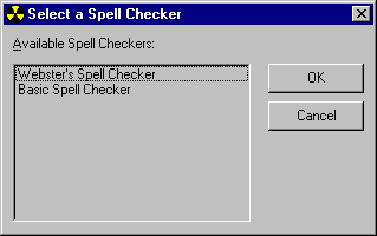 Select a Spell Checker
Available Spell Checkers:
Webster's Spell Checker
Basic Spell Checker
OK
Cancel